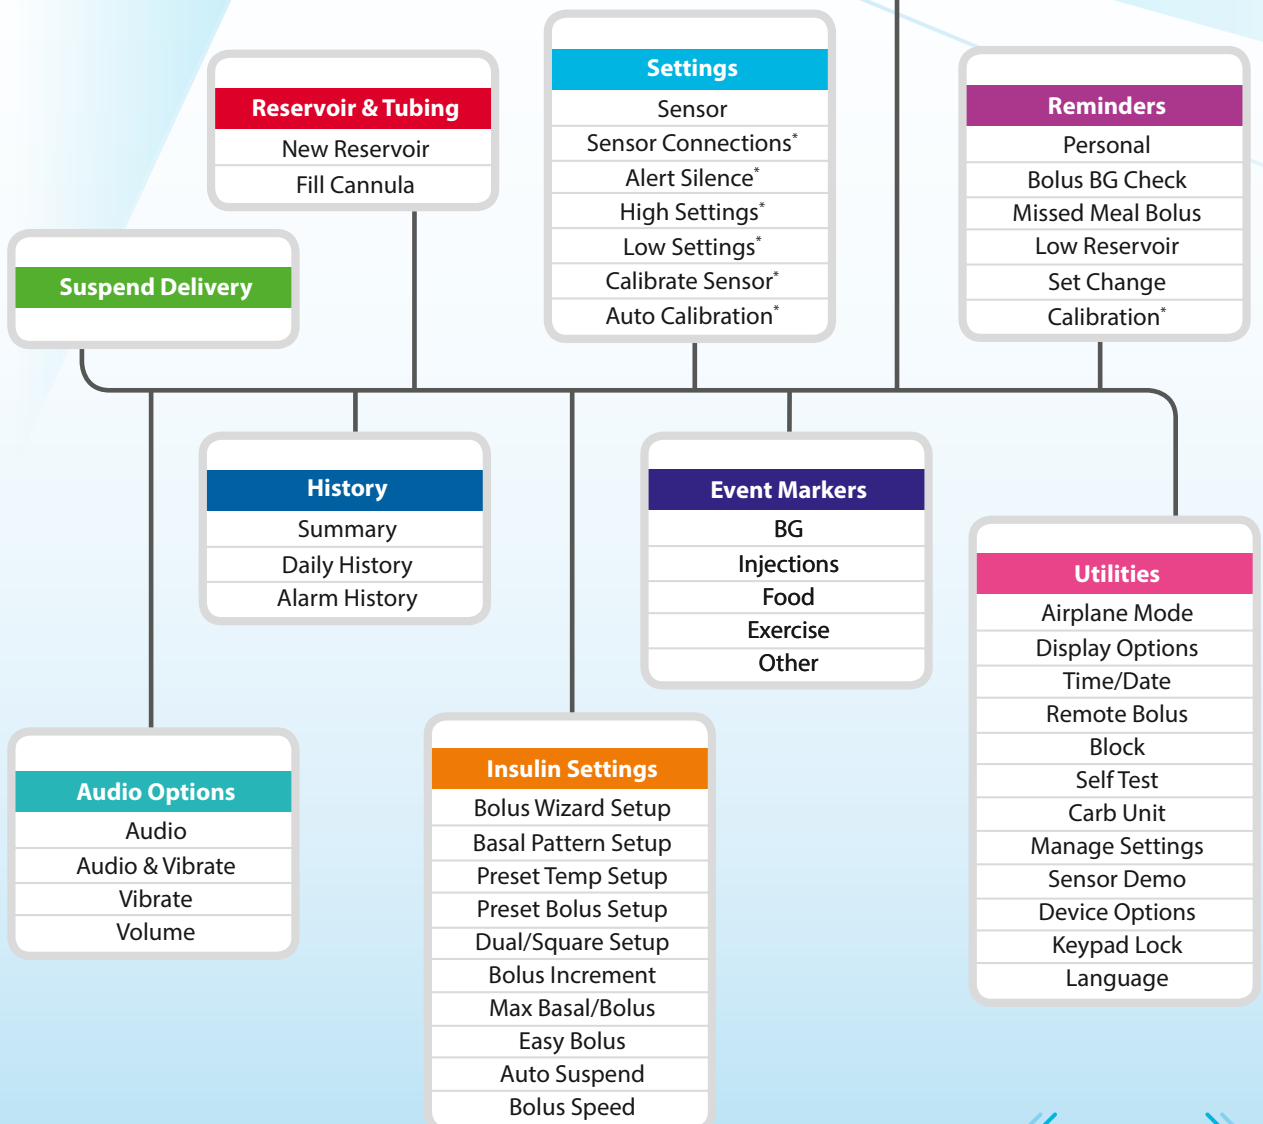 Settings
Sensor
Sensor Connections*
Alert Silence*
High Settings*
Low Settings*
Calibrate Sensor*
Auto Calibration*
Reservoir & Tubing
New Reservoir
Fill Cannula
Reminders
Personal
Bolus BG Check
Missed Meal Bolus
Low Reservoir
Set Change
Calibration*
Suspend Delivery
History
Summary
Daily History
Alarm History
Event Markers
BG
Injections
Food
Exercise
Other
Utilities
Airplane Mode
Display Options
Time/Date
Remote Bolus
Block
Self Test
Carb Unit
Manage Settings
Sensor Demo
Device Options
Keypad Lock
Language
Audio Options
Audio
Audio & Vibrate
Vibrate
Volume
Insulin Settings
Bolus Wizard Setup
Basal Pattern Setup
Preset Temp Setup
Preset Bolus Setup
Dual/Square Setup
Bolus Increment
Max Basal/Bolus
Easy Bolus
Auto Suspend
Bolus Speed